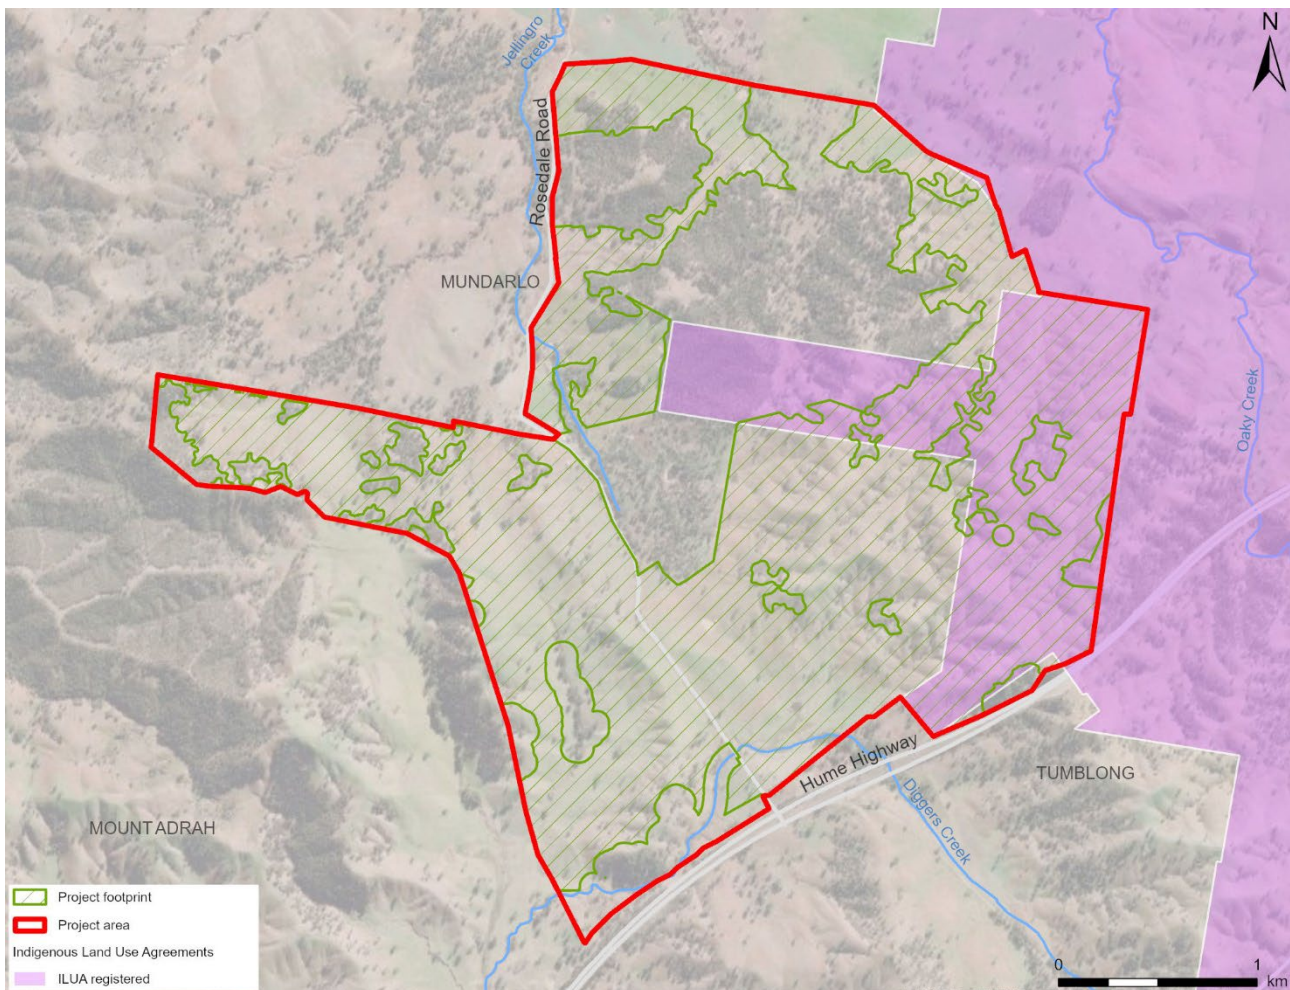 N
Jellingro
Creek
Rosedale Road
MUNDARLO
Oaky Creek
Hume Highway
TUMBLONG
Diggers Creek
MOUNT ADRAH
Project footprint
Project area
Indigenous Land Use Agreements
ILUA registered
0 1
km